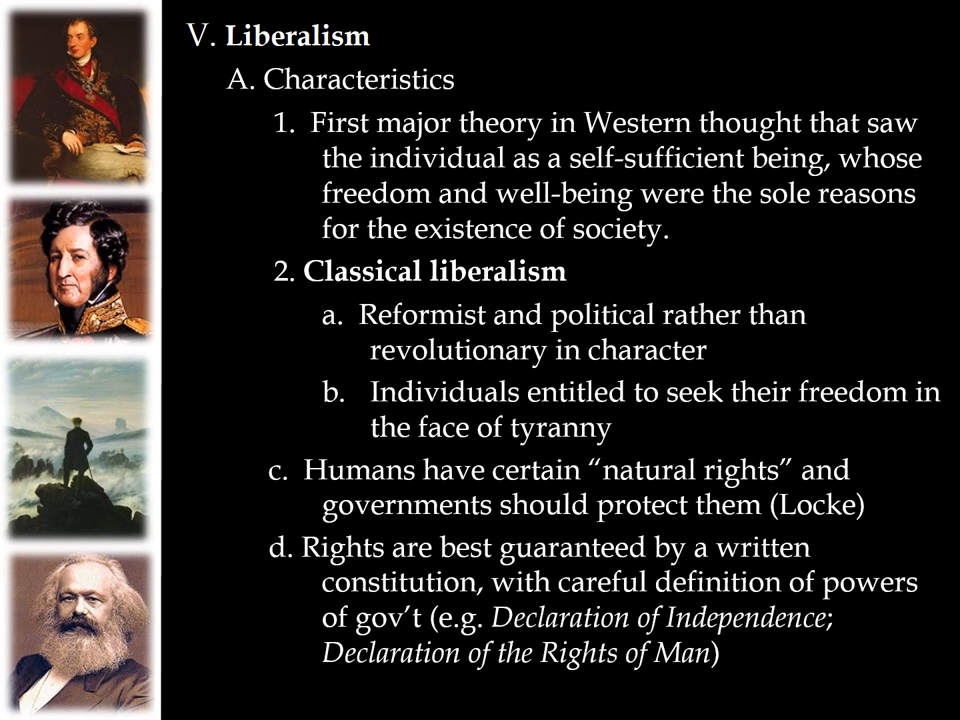 V. Liberalism
A. Characteristics
1. First major theory in Western thought that saw
the individual as a self-sufficient being, whose
freedom and well-being were the sole reasons
for the existence of society.
2. Classical liberalism
a. Reformist and political rather than
revolutionary in character
b. Individuals entitled to seek their freedom in
the face of tyranny
c. Humans have certain “natural rights” and
governments should protect them (Locke)
d. Rights are best guaranteed by a written
constitution, with careful definition of powers
of gov’t (e.g. Declaration of Independence;
Declaration of the Rights of Man)